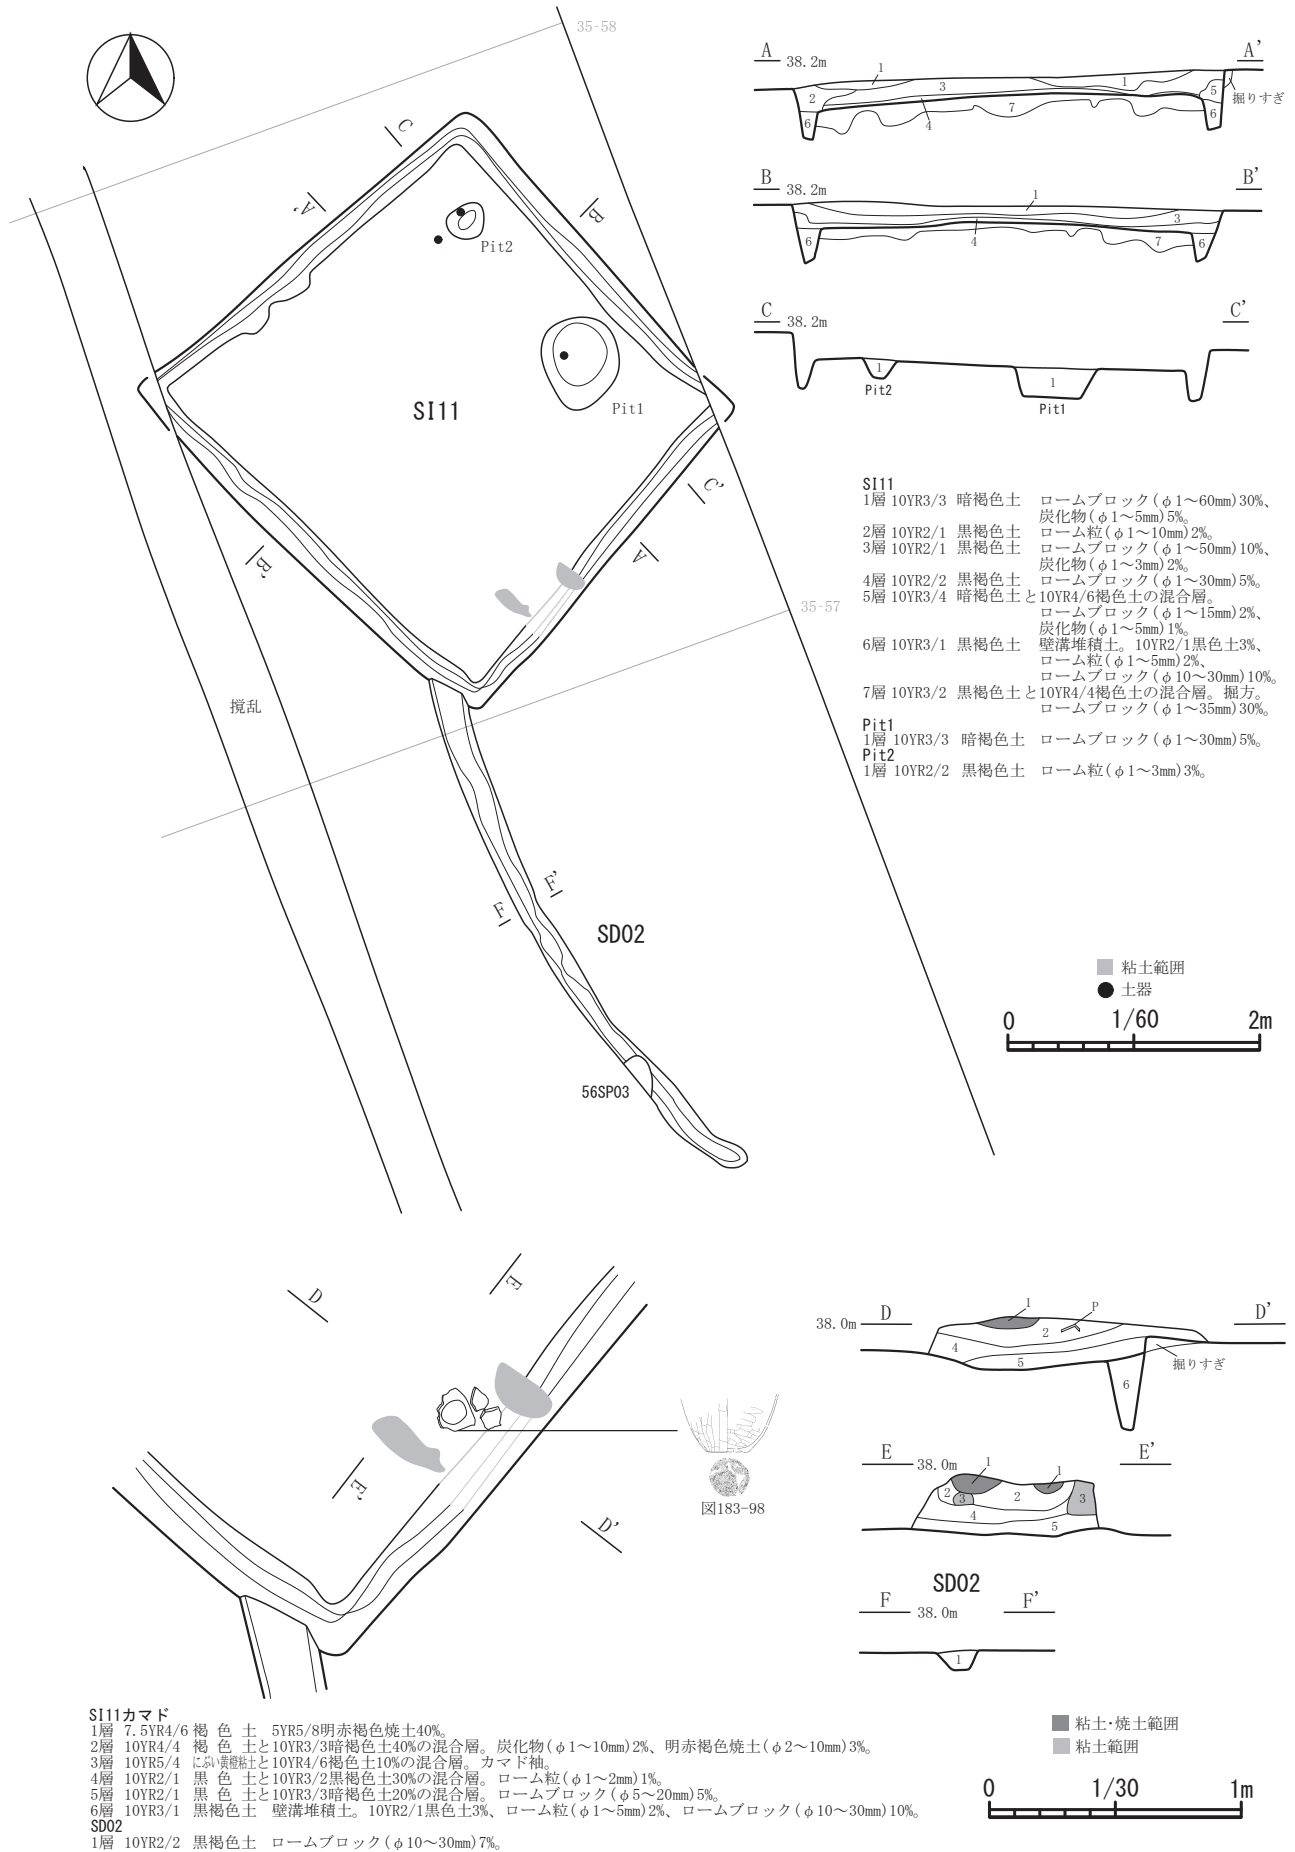 35-58
C
A'
B
Pit2
SI11
Pit1
C'
A
B'
35-57
撹乱
F'
F
SD02
56SP03
A 38.2m A'
1 3 1 2 5 掘りすぎ
6 4 7 6
B 38.2m B'
1 3
6 4 7 6
C 38.2m C'
1 1
Pit2 Pit1
SI11
1層 10YR3/3 暗褐色土 ロームブロック(φ1～60mm)30%、
炭化物(φ1～5mm)5%。
2層 10YR2/1 黒褐色土 ローム粒(φ1～10mm)2%。
3層 10YR2/1 黒褐色土 ロームブロック(φ1～50mm)10%、
炭化物(φ1～3mm)2%。
4層 10YR2/2 黒褐色土 ロームブロック(φ1～30mm)5%。
5層 10YR3/4 暗褐色土と10YR4/6褐色土の混合層。
ロームブロック(φ1～15mm)2%、
炭化物(φ1～5mm)1%。
6層 10YR3/1 黒褐色土 壁溝堆積土。10YR2/1黒色土3%、
ローム粒(φ1～5mm)2%、
ロームブロック(φ10～30mm)10%。
7層 10YR3/2 黒褐色土と10YR4/4褐色土の混合層。掘方。
ロームブロック(φ1～35mm)30%。
Pit1
1層 10YR3/3 暗褐色土 ロームブロック(φ1～30mm)5%。
Pit2
1層 10YR2/2 黒褐色土 ローム粒(φ1～3mm)3%。
粘土範囲
土器
0 1/60 2m
D
E
E'
D'
図183-98
38.0m D D'
1 P 2 4 5 6 掘りすぎ
E 38.0m E'
1 1 2 3 2 3 4 5
SD02
F 38.0m F'
1
SI11カマド
1層 7.5YR4/6 褐 色 土 5YR5/8明赤褐色焼土40%。
2層 10YR4/4 褐 色 土と10YR3/3暗褐色土40%の混合層。炭化物(φ1～10mm)2%、明赤褐色焼土(φ2～10mm)3%。
3層 10YR5/4 にぶい黄橙粘土と10YR4/6褐色土10%の混合層。カマド袖。
4層 10YR2/1 黒 色 土と10YR3/2黒褐色土30%の混合層。ローム粒(φ1～2mm)1%。
5層 10YR2/1 黒 色 土と10YR3/3暗褐色土20%の混合層。ロームブロック(φ5～20mm)5%。
6層 10YR3/1 黒褐色土 壁溝堆積土。10YR2/1黒色土3%、ローム粒(φ1～5mm)2%、ロームブロック(φ10～30mm)10%。
SD02
1層 10YR2/2 黒褐色土 ロームブロック(φ10～30mm)7%。
粘土・焼土範囲
粘土範囲
0 1/30 1m